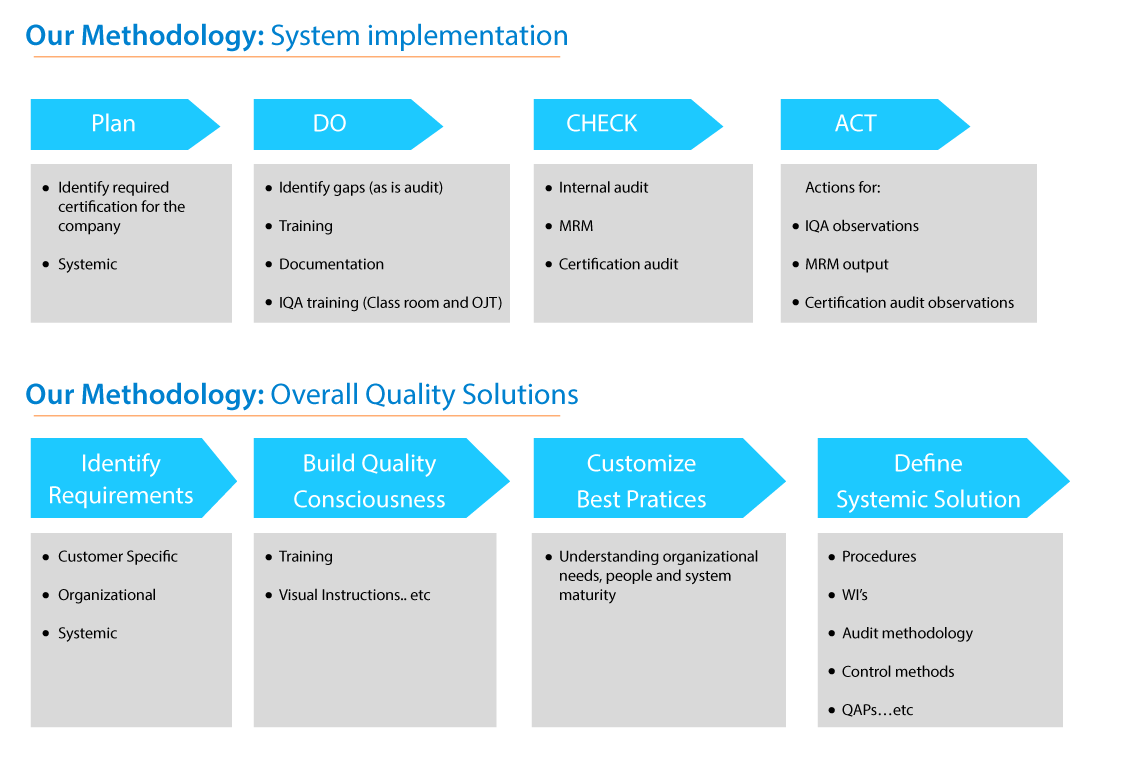 Our Methodology: System implementation
Plan
• Identify required
certification for the
company
• Systemic
DO
• Identify gaps (as is audit)
• Training
• Documentation
• IQA training (Class room and OJT)
CHECK
• Internal audit
• MRM
• Certification audit
ACT
Actions for:
• IQA observations
• MRM output
• Certification audit observations
Our Methodology: Overall Quality Solutions
Identify
Requirements
• Customer Specific
• Organizational
• Systemic
Build Quality
Consciousness
• Training
• Visual Instructions.. etc
Customize
Best Pratices
• Understanding organizational
needs, people and system
maturity
Define
Systemic Solution
• Procedures
• WI's
• Audit methodology
• Control methods
• QAPs...etc